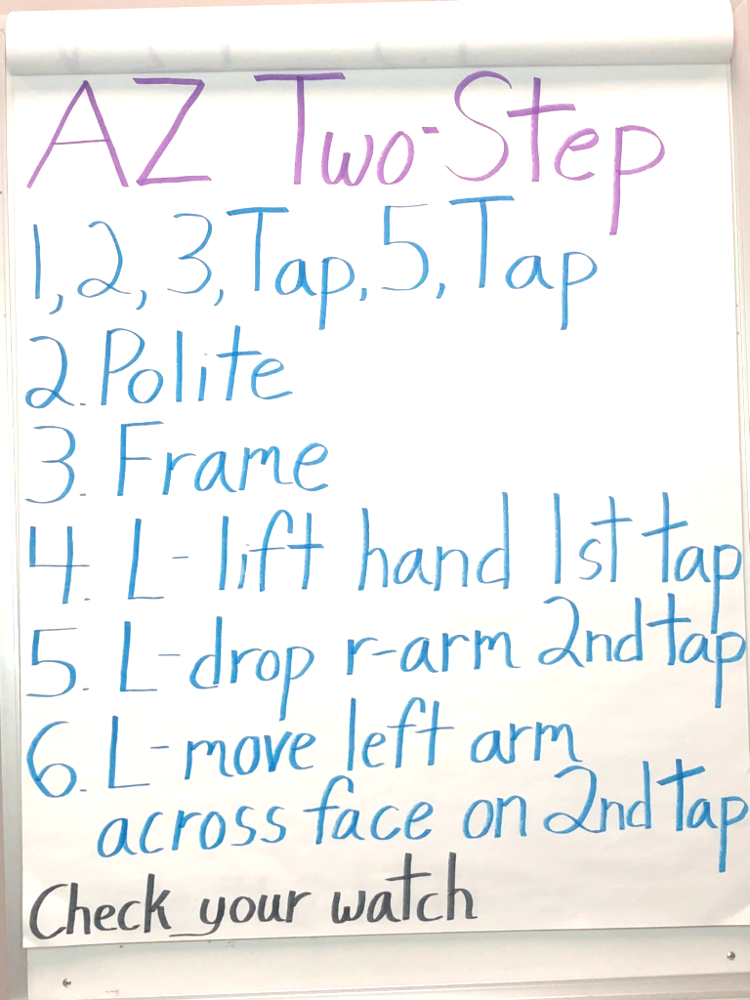 AZ Two-Step
1, 2, 3, Tap, 5, Tap
2. Polite
3. Frame
4. L- lift hand 1st tap
5. L-drop r-arm 2nd tap
6. L-move left arm
across face on 2nd tap
Check your watch